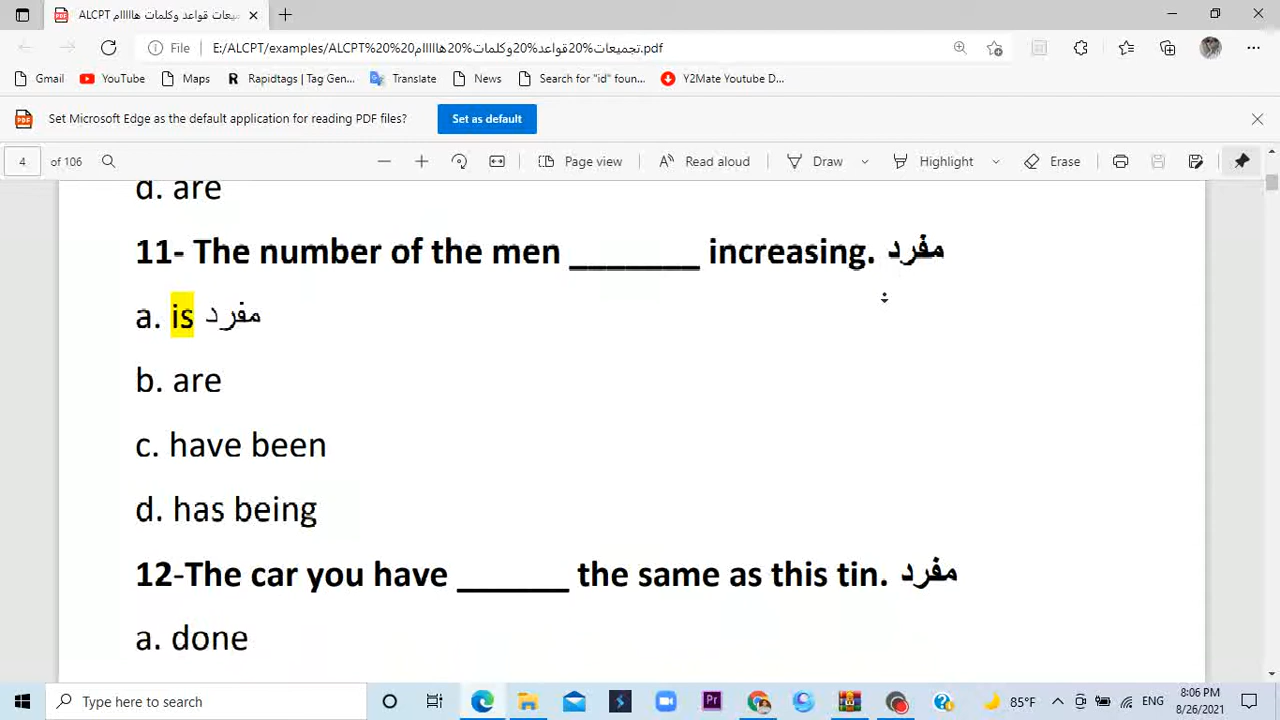 ALCPT تجميعات قواعد وكلمات هاااااام
File E:/ALCPT/examples/ALCPT%20%20تجميعات%20قواعد%20وكلمات%20هاااااام.pdf
Gmail YouTube Maps Rapidtags | Tag Gen... Translate News Search for "id" foun... Y2Mate Youtube D...
Set Microsoft Edge as the default application for reading PDF files? Set as default
4 of 106 Page view Read aloud Draw Highlight Erase
d. are
11- The number of the men _______ increasing. مفرد
a. is مفرد
b. are
c. have been
d. has being
12-The car you have ______ the same as this tin. مفرد
a. done
Type here to search 85°F ENG 8:06 PM
8/26/2021